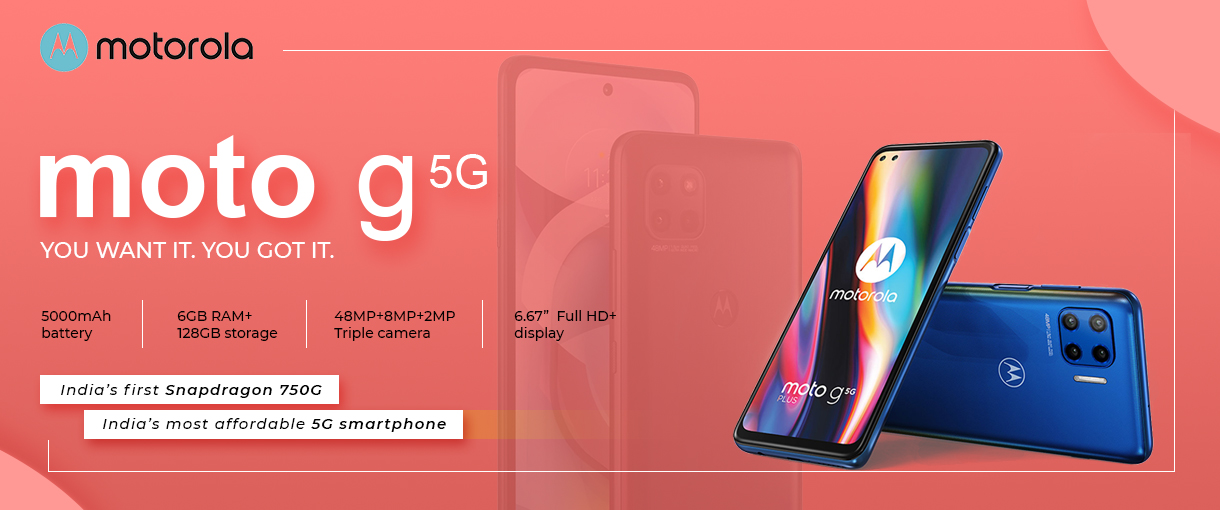 motorola
moto g 5G
YOU WANT IT. YOU GOT IT.
5000mAh
battery
6GB RAM+
128GB storage
48MP+8MP+2MP
Triple camera
6.67” Full HD+
display
India’s first Snapdragon 750G
India’s most affordable 5G smartphone
motorola
moto g 5G
PLUS